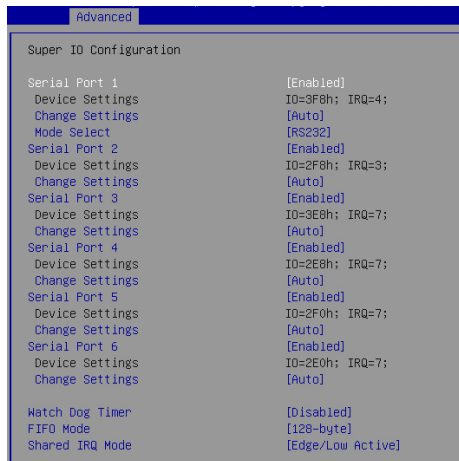 Advanced
Super IO Configuration
Serial Port 1 [Enabled]
Device Settings IO=3F8h; IRQ=4;
Change Settings [Auto]
Mode Select [RS232]
Serial Port 2 [Enabled]
Device Settings IO=2F8h; IRQ=3;
Change Settings [Auto]
Serial Port 3 [Enabled]
Device Settings IO=3E8h; IRQ=7;
Change Settings [Auto]
Serial Port 4 [Enabled]
Device Settings IO=2E8h; IRQ=7;
Change Settings [Auto]
Serial Port 5 [Enabled]
Device Settings IO=2F0h; IRQ=7;
Change Settings [Auto]
Serial Port 6 [Enabled]
Device Settings IO=2E0h; IRQ=7;
Change Settings [Auto]
Watch Dog Timer [Disabled]
FIFO Mode [128-byte]
Shared IRQ Mode [Edge/Low Active]